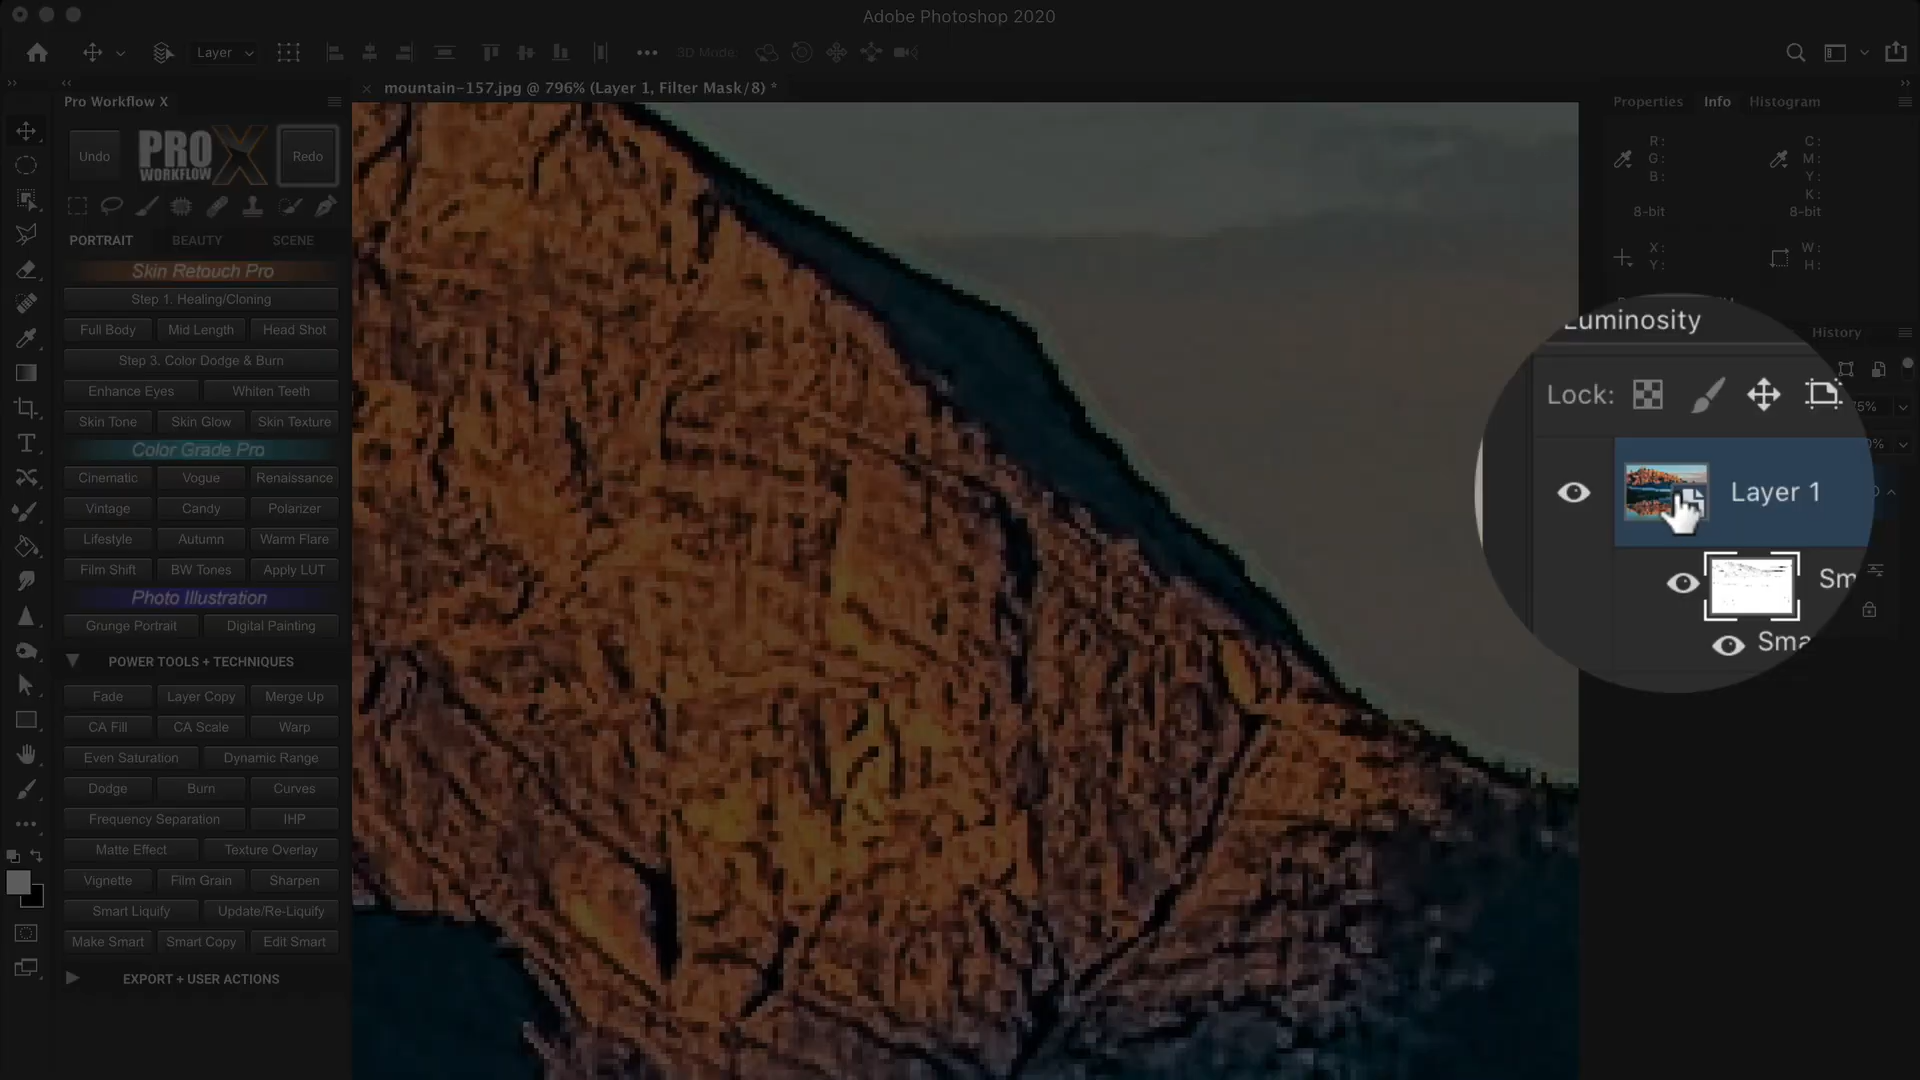 Adobe Photoshop 2020
Layer
3D Mode:
mountain-157.jpg @ 796% (Layer 1, Filter Mask/8) *
Pro Workflow X
Undo
PRO X
WORKFLOW
Redo
PORTRAIT BEAUTY SCENE
Skin Retouch Pro
Step 1. Healing/Cloning
Full Body Mid Length Head Shot
Step 3. Color Dodge & Burn
Enhance Eyes Whiten Teeth
Skin Tone Skin Glow Skin Texture
Color Grade Pro
Cinematic Vogue Renaissance
Vintage Candy Polarizer
Lifestyle Autumn Warm Flare
Film Shift BW Tones Apply LUT
Photo Illustration
Grunge Portrait Digital Painting
POWER TOOLS + TECHNIQUES
Fade Layer Copy Merge Up
CA Fill CA Scale Warp
Even Saturation Dynamic Range
Dodge Burn Curves
Frequency Separation IHP
Matte Effect Texture Overlay
Vignette Film Grain Sharpen
Smart Liquify Update/Re-Liquify
Make Smart Smart Copy Edit Smart
EXPORT + USER ACTIONS
Properties Info Histogram
R: C:
G: M:
B: Y:
K:
8-bit 8-bit
X: W:
Y: H:
History
Luminosity
Lock:
Layer 1
Sm
Sma